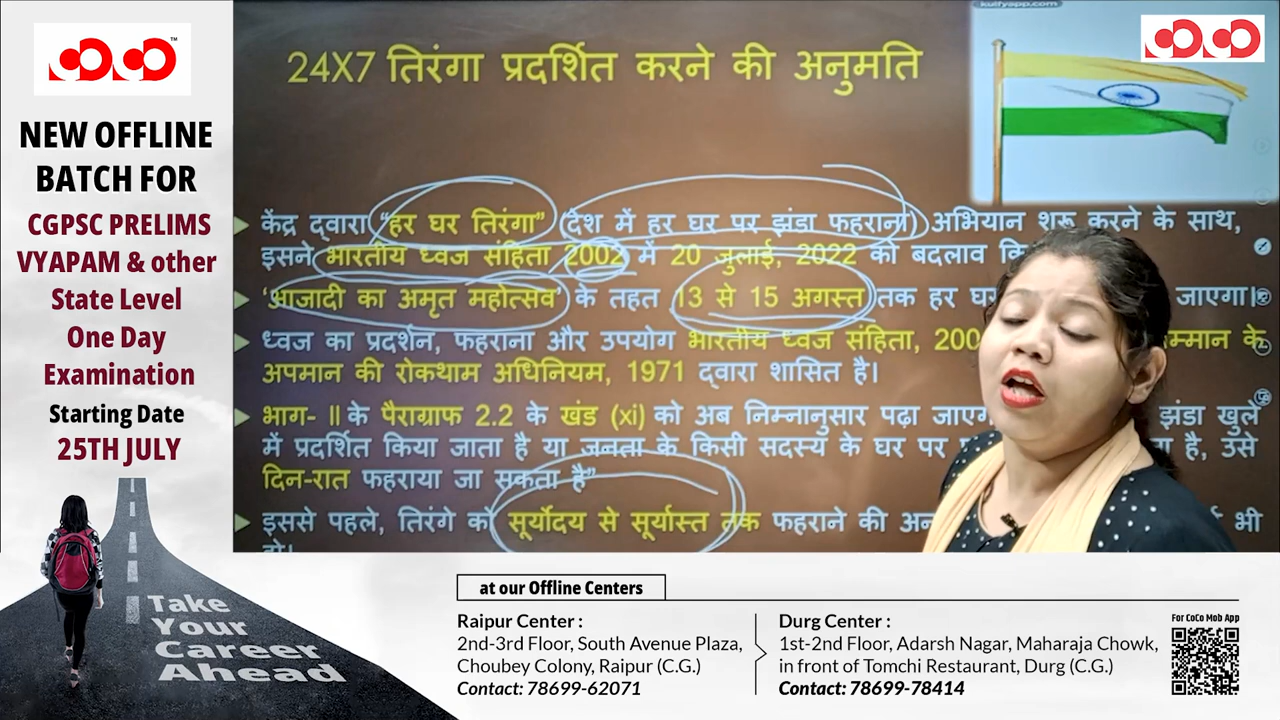 COCO
TM
NEW OFFLINE
BATCH FOR
CGPSC PRELIMS
VYAPAM & other
State Level
One Day
Examination
Starting Date
25TH JULY
Take
Your
Career
Ahead
kulfyapp.com
COCO
24X7 तिरंगा प्रदर्शित करने की अनुमति
केंद्र द्वारा “हर घर तिरंगा” (देश में हर घर पर झंडा फहराना) अभियान शुरू करने के साथ,
इसने भारतीय ध्वज संहिता 2002 में 20 जुलाई, 2022 को बदलाव
‘आजादी का अमृत महोत्सव’ के तहत 13 से 15 अगस्त तक हर जाएगा।
ध्वज का प्रदर्शन, फहराना और उपयोग भारतीय ध्वज संहिता, के
अपमान की रोकथाम अधिनियम, 1971 द्वारा शासित है।
भाग- II के पैराग्राफ 2.2 के खंड (xi) को अब निम्नानुसार पढ़ा झंडा खुले
में प्रदर्शित किया जाता है या जनता के किसी सदस्य के घर पर है, उसे
दिन-रात फहराया जा सकता है”
इससे पहले, तिरंगे को सूर्योदय से सूर्यास्त तक फहराने की भी
at our Offline Centers
Raipur Center :
2nd-3rd Floor, South Avenue Plaza,
Choubey Colony, Raipur (C.G.)
Contact: 78699-62071
Durg Center :
1st-2nd Floor, Adarsh Nagar, Maharaja Chowk,
in front of Tomchi Restaurant, Durg (C.G.)
Contact: 78699-78414
For CoCo Mob App